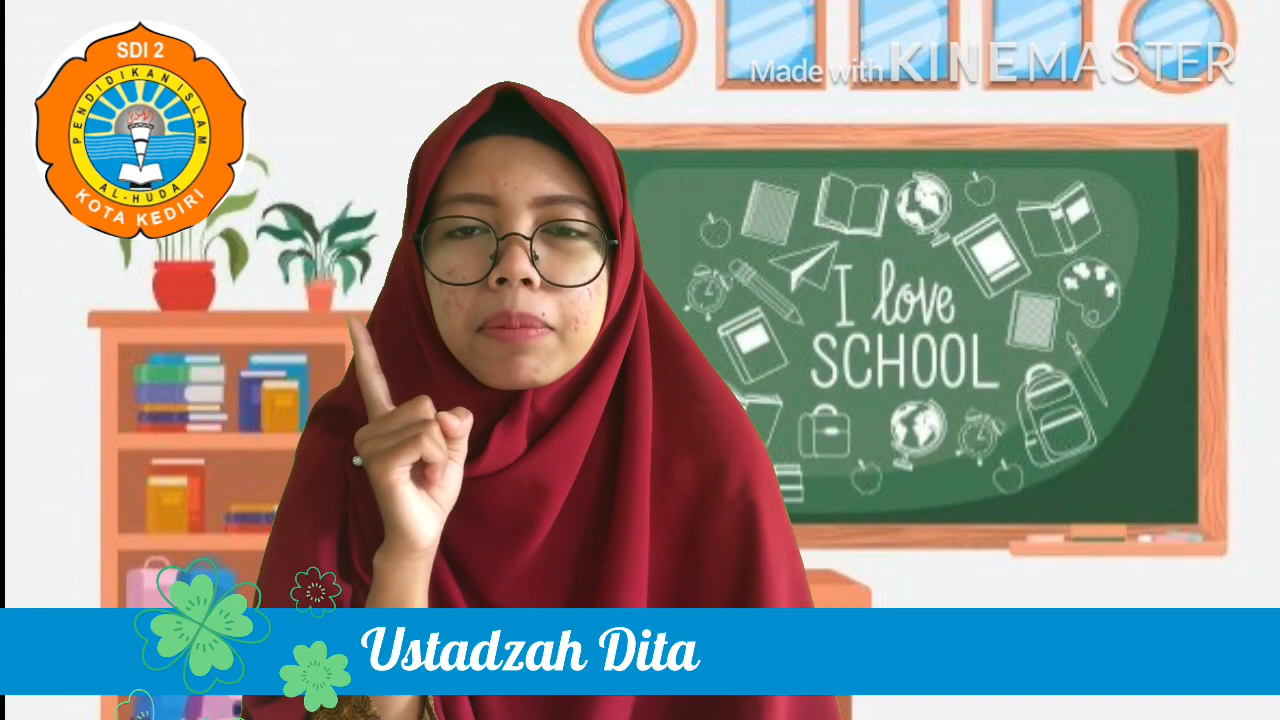 SDI 2
PENDIDIKAN ISLAM
AL-HUDA
KOTA KEDIRI
Made with KINEMASTER
I love
SCHOOL
Ustadzah Dita